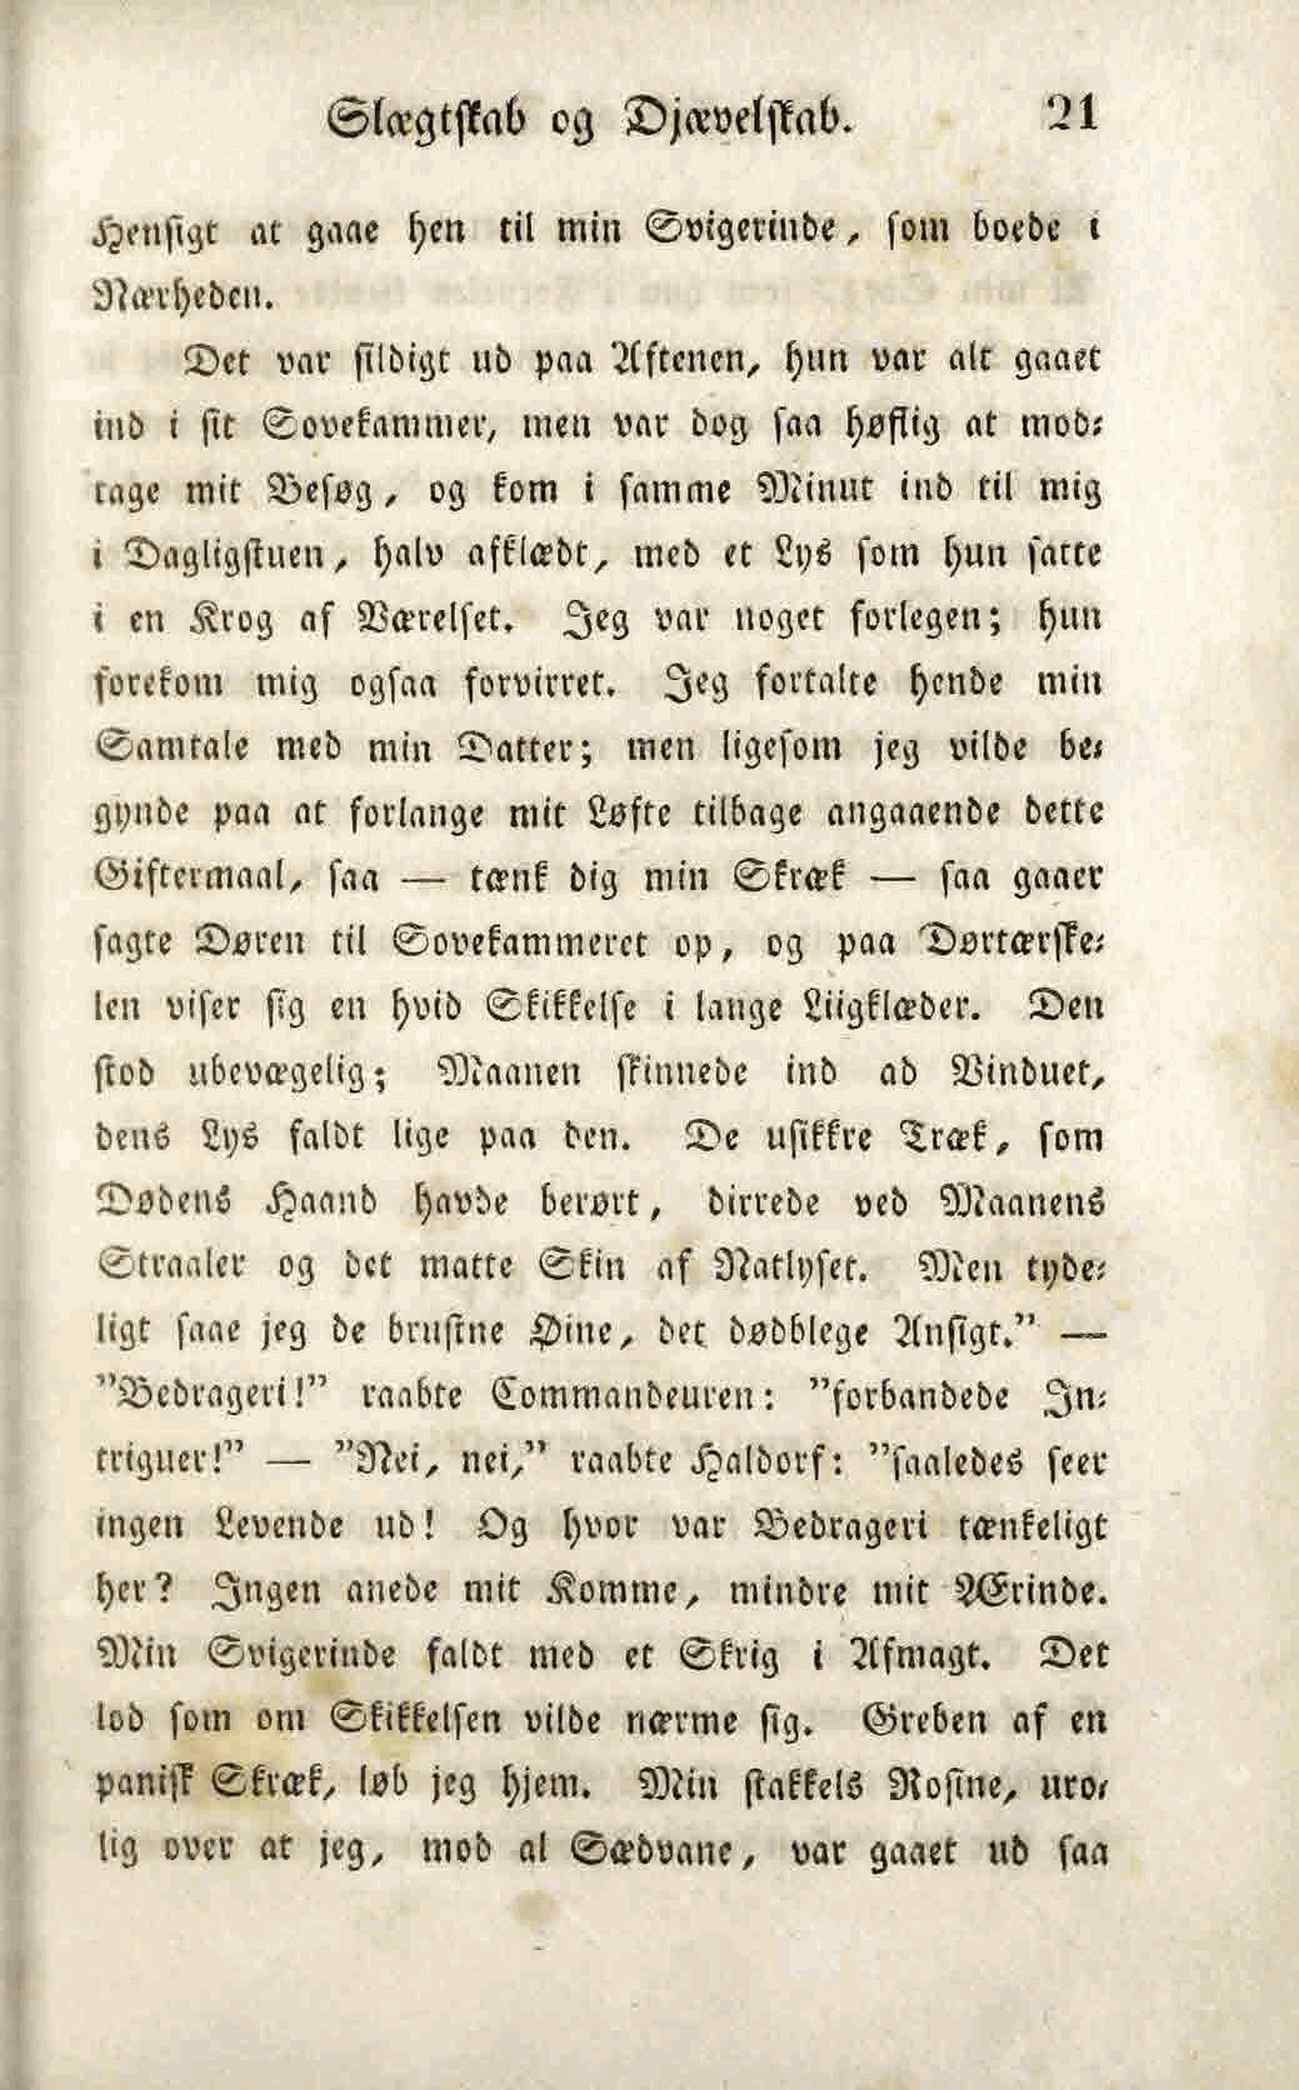 Slægtskab og Djævelskab. 21
Hensigt at gaae hen til min Svigerinde, som boede i
Nærheden.
Det var sildigt ud paa Aftenen, hun var alt gaaet
ind i sit Sovekammer, men var dog saa høflig at mod-
tage mit Besøg, og kom i samme Minut ind til mig
i Dagligstuen, halv afklædt, med et Lys som hun satte
i en Krog af Værelset. Jeg var noget forlegen; hun
forekom mig ogsaa forvirret. Jeg fortalte hende min
Samtale med min Datter; men ligesom jeg vilde be-
gynde paa at forlange mit Løfte tilbage angaaende dette
Giftermaal, saa — tænk dig min Skræk — saa gaaer
sagte Døren til Sovekammeret op, og paa Dørtærske-
len viser sig en hvid Skikkelse i lange Liigklæder. Den
stod ubevægelig; Maanen skinnede ind ad Vinduet,
dens Lys faldt lige paa den. De usikkre Træk, som
Dødens Haand havde berørt, dirrede ved Maanens
Straaler og det matte Skin af Natlyset. Men tyde-
ligt saae jeg de brustne Øine, det dødblege Ansigt.” —
”Bedrageri!” raabte Commandeuren: ”forbandede In-
triguer!” — ”Nei, nei,” raabte Haldorf: ”saaledes seer
ingen Levende ud! Og hvor var Bedrageri tænkeligt
her? Ingen anede mit Komme, mindre mit Ærinde.
Min Svigerinde faldt med et Skrig i Afmagt. Det
lod som om Skikkelsen vilde nærme sig. Greben af en
panisk Skræk, løb jeg hjem. Min stakkels Rosine, uro-
lig over at jeg, mod al Sædvane, var gaaet ud saa